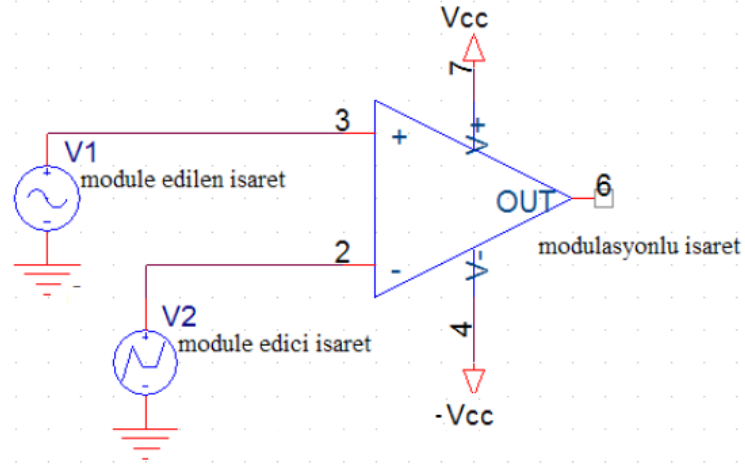 Vcc
7
3
V1
+
V+
module edilen isaret
OUT
6
2
-
V-
modulasyonlu isaret
V2
module edici isaret
4
-Vcc